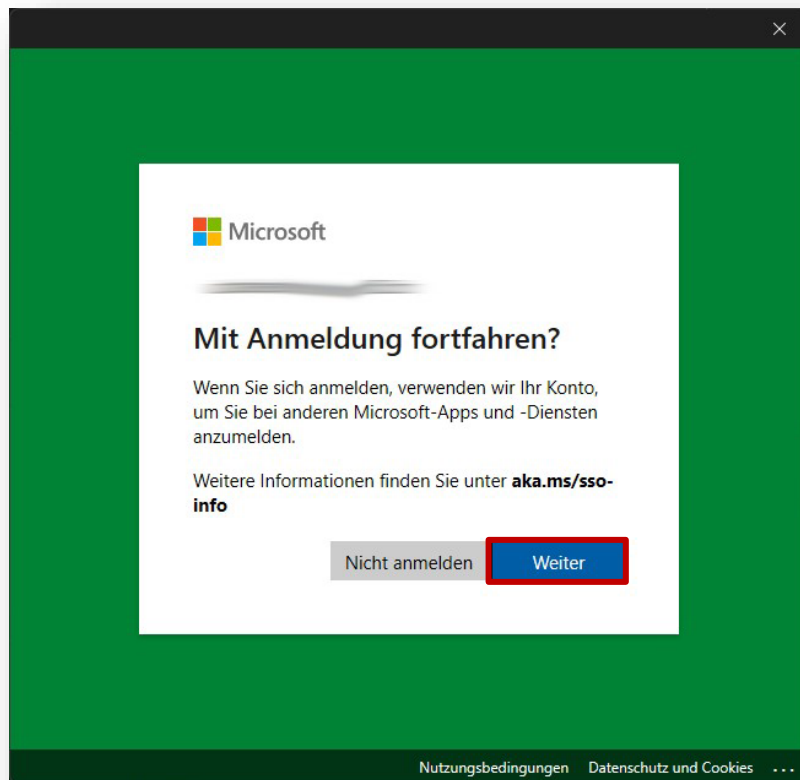 Microsoft
Mit Anmeldung fortfahren?
Wenn Sie sich anmelden, verwenden wir Ihr Konto,
um Sie bei anderen Microsoft-Apps und -Diensten
anzumelden.
Weitere Informationen finden Sie unter aka.ms/sso-
info
Nicht anmelden Weiter
Nutzungsbedingungen Datenschutz und Cookies ...